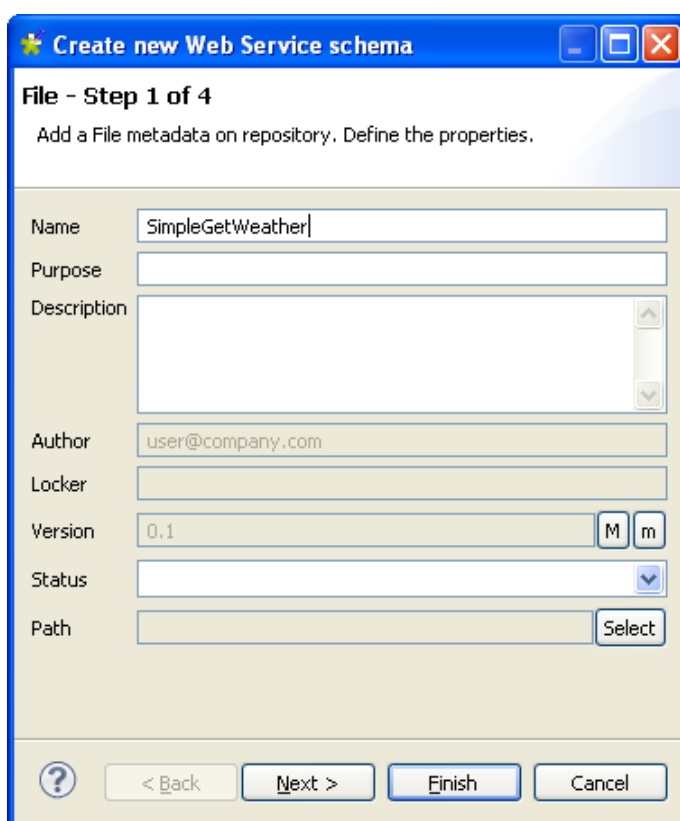 Create new Web Service schema
File - Step 1 of 4
Add a File metadata on repository. Define the properties.
Name SimpleGetWeather
Purpose
Description
Author user@company.com
Locker
Version 0.1 M m
Status
Path Select
? < Back Next > Finish Cancel